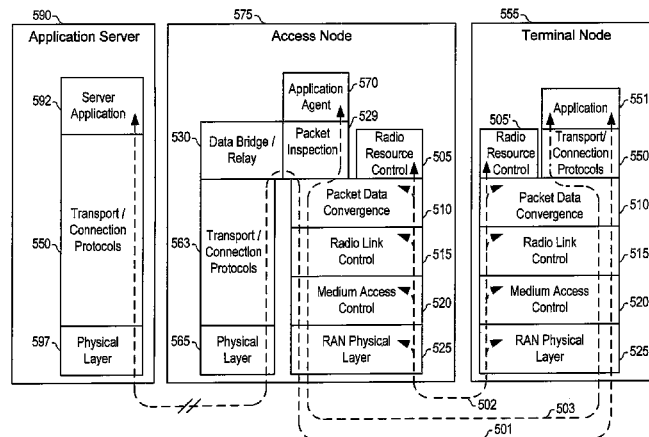 590
Application Server
592
Server
Application
550
Transport /
Connection
Protocols
597
Physical
Layer
575
Access Node
570
Application
Agent
529
530
Data Bridge /
Relay
Packet
Inspection
Radio
Resource
Control
505
563
Transport /
Connection
Protocols
Packet Data
Convergence
510
Radio Link
Control
515
Medium Access
Control
520
565
Physical
Layer
RAN Physical
Layer
525
555
Terminal Node
551
Application
505'
Radio
Resource
Control
Transport/
Connection
Protocols
550
Packet Data
Convergence
510
Radio Link
Control
515
Medium Access
Control
520
RAN Physical
Layer
525
502
503
501